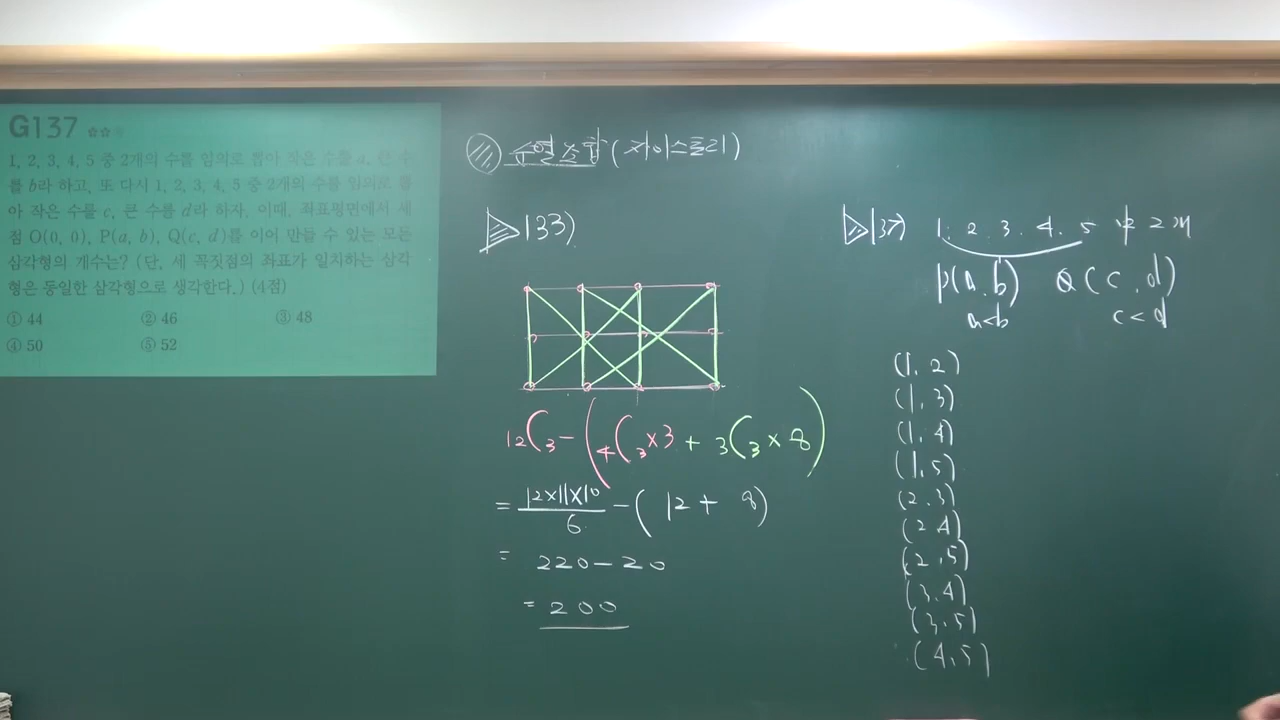 G137
1, 2, 3, 4, 5 중 2개의 수를 임의로 뽑아 작은 수를 a, 큰 수
를 b라 하고, 또 다시 1, 2, 3, 4, 5 중 2개의 수를 임의로 뽑
아 작은 수를 c, 큰 수를 d라 하자. 이때, 좌표평면에서 세
점 O(0, 0), P(a, b), Q(c, d)를 이어 만들 수 있는 모든
삼각형의 개수는? (단, 세 꼭짓점의 좌표가 일치하는 삼각
형은 동일한 삼각형으로 생각한다.) (4점)
① 44 ② 46 ③ 48
④ 50 ⑤ 52
순열조합 (자이스토리)
133)
₁₂C₃ - (₄C₃ × 3 + ₃C₃ × 8)
= 12×11×10 / 6 - ( 12 + 8 )
= 220 - 20
= 200
137) 1. 2. 3. 4. 5 中 2개
P(a, b) Q(c, d)
a<b c<d
(1, 2)
(1, 3)
(1, 4)
(1, 5)
(2, 3)
(2 4)
(2, 5)
(3, 4)
(3, 5)
(4, 5)